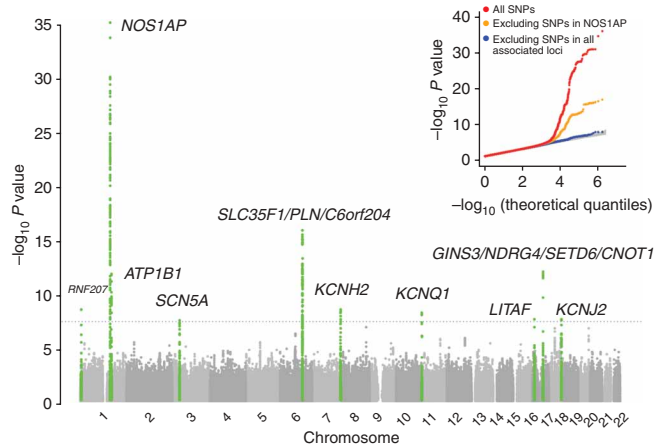 35
30
25
20
15
10
5
0
–log10 P value
NOS1AP
SLC35F1/PLN/C6orf204
GINS3/NDRG4/SETD6/CNOT1
ATP1B1
RNF207
SCN5A
KCNH2
KCNQ1
LITAF
KCNJ2
1 2 3 4 5 6 7 8 9 10 11 12 13 14 15 16 17 18 19 20 21 22
Chromosome
All SNPs
Excluding SNPs in NOS1AP
Excluding SNPs in all
associated loci
40
30
20
10
0
–log10 P value
0 2 4 6
–log10 (theoretical quantiles)